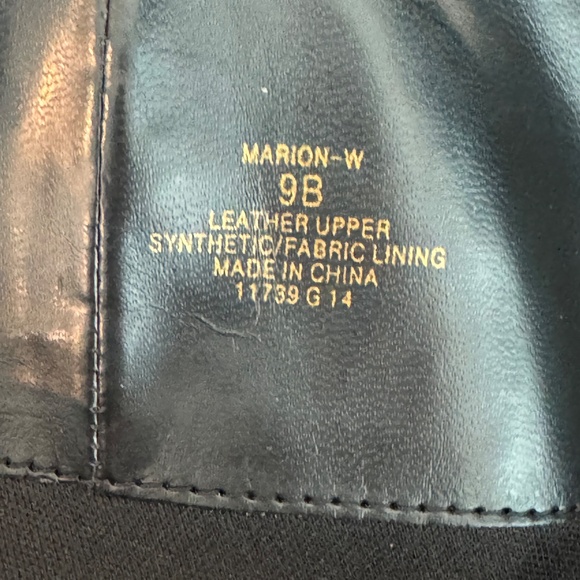 MARION-W
9B
LEATHER UPPER
SYNTHETIC/FABRIC LINING
MADE IN CHINA
11739 G 14